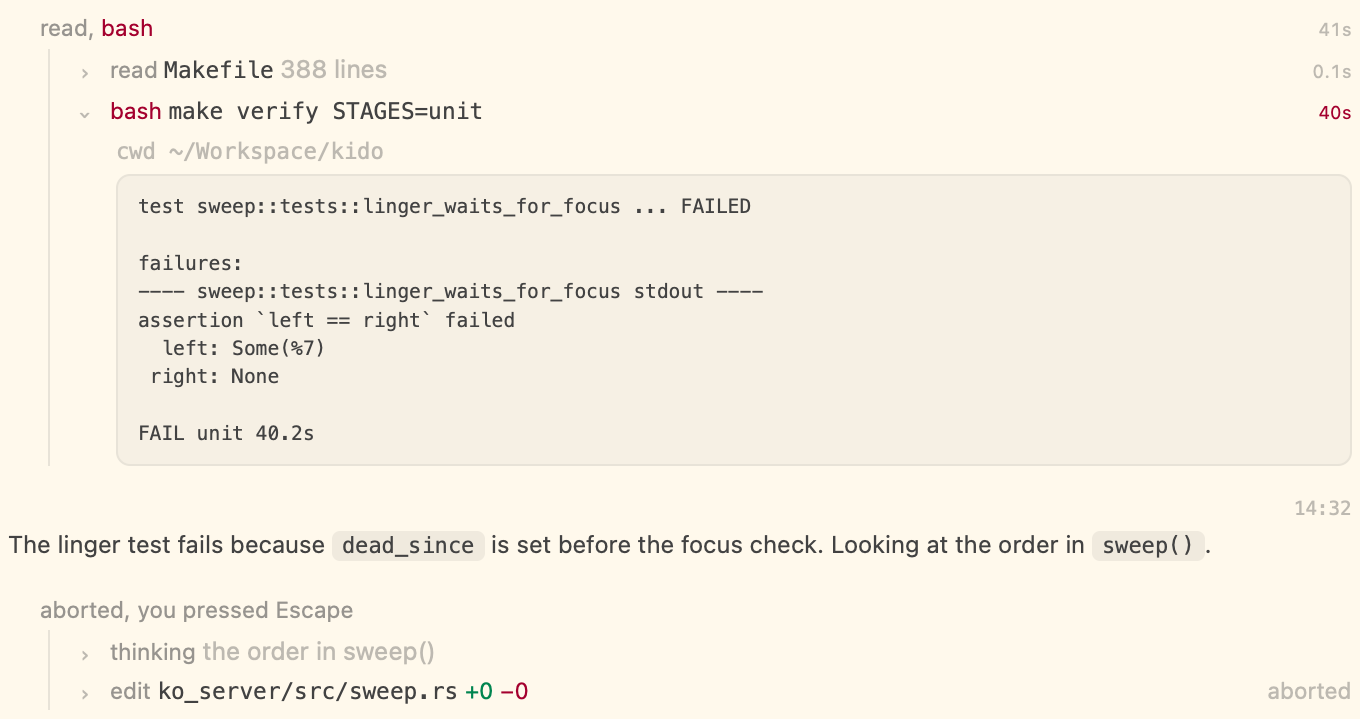 read, bash 41s
› read Makefile 388 lines 0.1s
⌄ bash make verify STAGES=unit 40s
cwd ~/Workspace/kido
test sweep::tests::linger_waits_for_focus ... FAILED
failures:
---- sweep::tests::linger_waits_for_focus stdout ----
assertion `left == right` failed
  left: Some(%7)
 right: None
FAIL unit 40.2s
14:32
The linger test fails because dead_since is set before the focus check. Looking at the order in sweep().
aborted, you pressed Escape
› thinking the order in sweep()
› edit ko_server/src/sweep.rs +0 −0 aborted